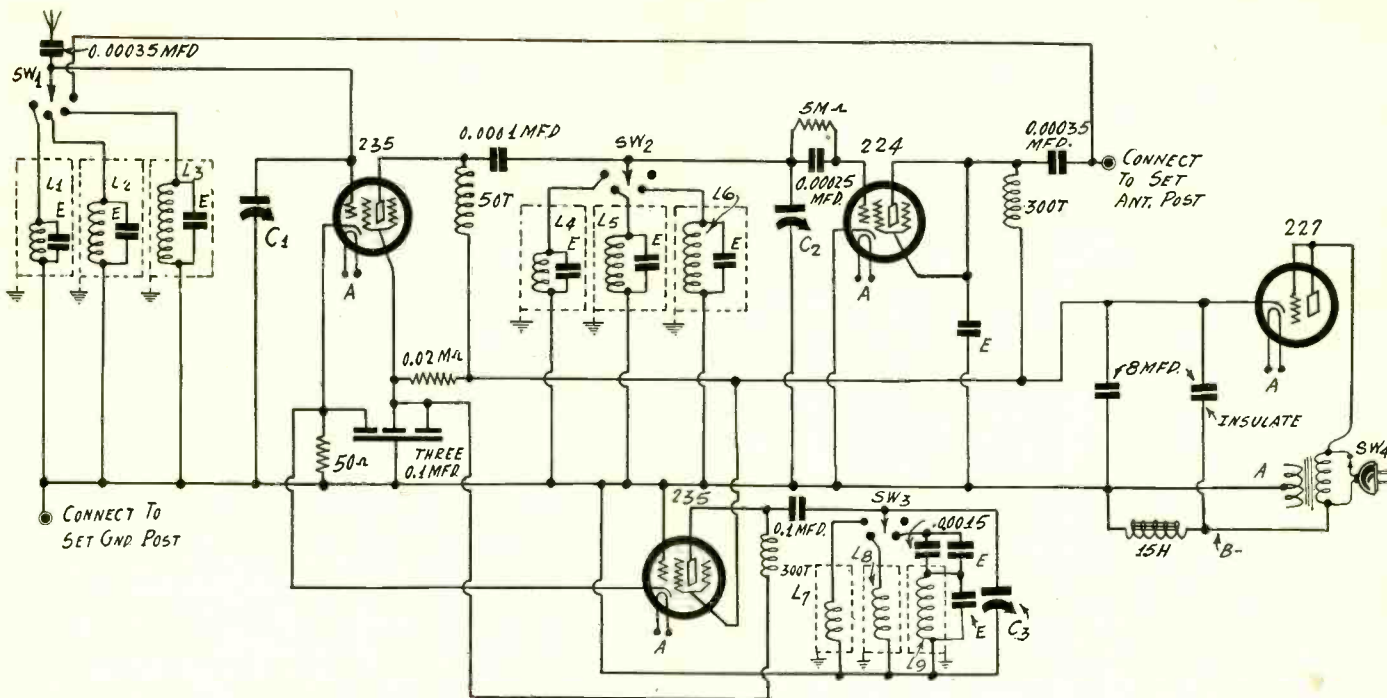 0.00035 MFD
SW1
L1
E
L2
E
L3
E
C1
235
A
50T
0.0001 MFD
SW2
L4
E
L5
E
L6
E
5MΩ
0.00025
MFD.
C2
224
A
E
300T
0.00035
MFD.
CONNECT
TO SET
ANT. POST
227
A
8 MFD.
INSULATE
0.02 MΩ
50Ω
THREE
0.1 MFD.
CONNECT TO
SET GND POST
235
A
0.1 MFD.
300T
SW3
L7
L8
L9
.0015
E
E
C3
15H
B-
A
SW4